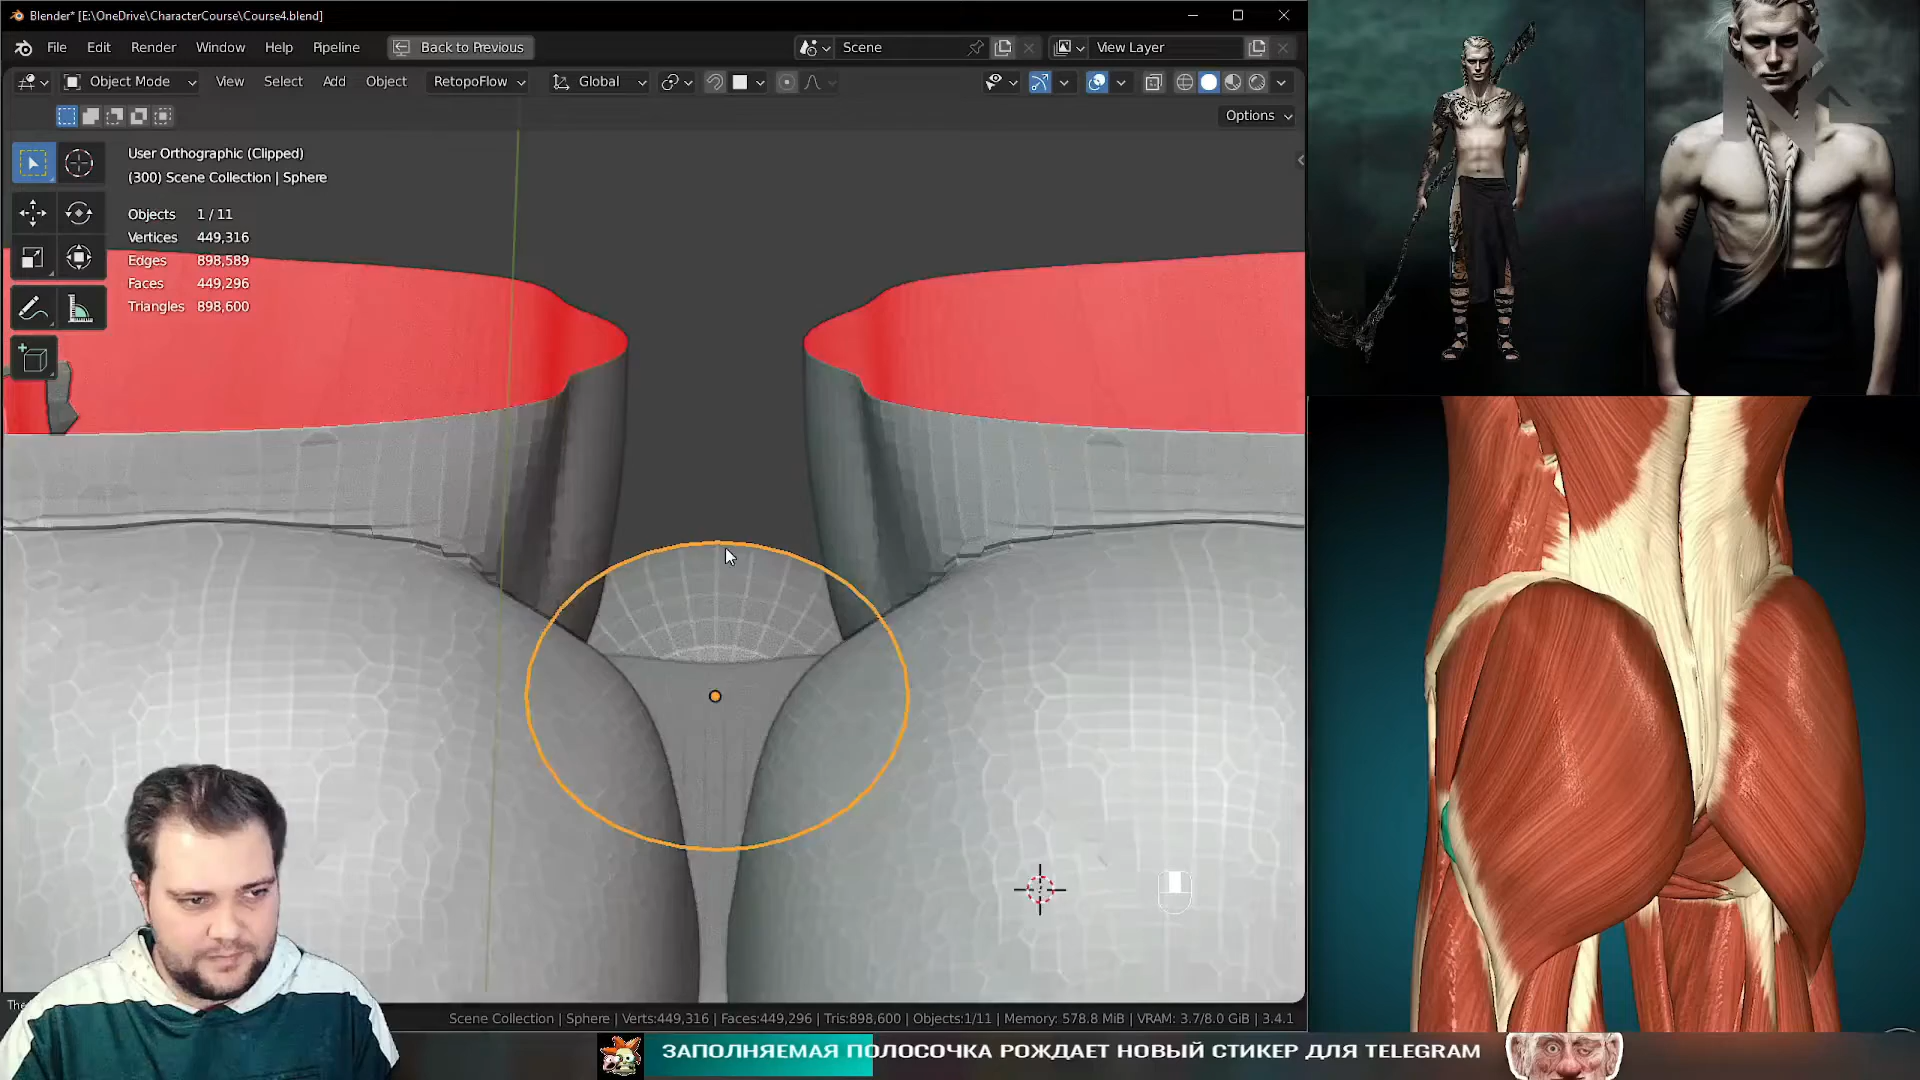 Blender* [E:\OneDrive\CharacterCourse\Course4.blend]
File Edit Render Window Help Pipeline Back to Previous Scene View Layer
Object Mode View Select Add Object RetopoFlow Global
Options
User Orthographic (Clipped)
(300) Scene Collection | Sphere
Objects 1 / 11
Vertices 449,316
Edges 898,589
Faces 449,296
Triangles 898,600
Scene Collection | Sphere | Verts:449,316 | Faces:449,296 | Tris:898,600 | Objects:1/11 | Memory: 578.8 MiB | VRAM: 3.7/8.0 GiB | 3.4.1
ЗАПОЛНЯЕМАЯ ПОЛОСОЧКА РОЖДАЕТ НОВЫЙ СТИКЕР ДЛЯ TELEGRAM